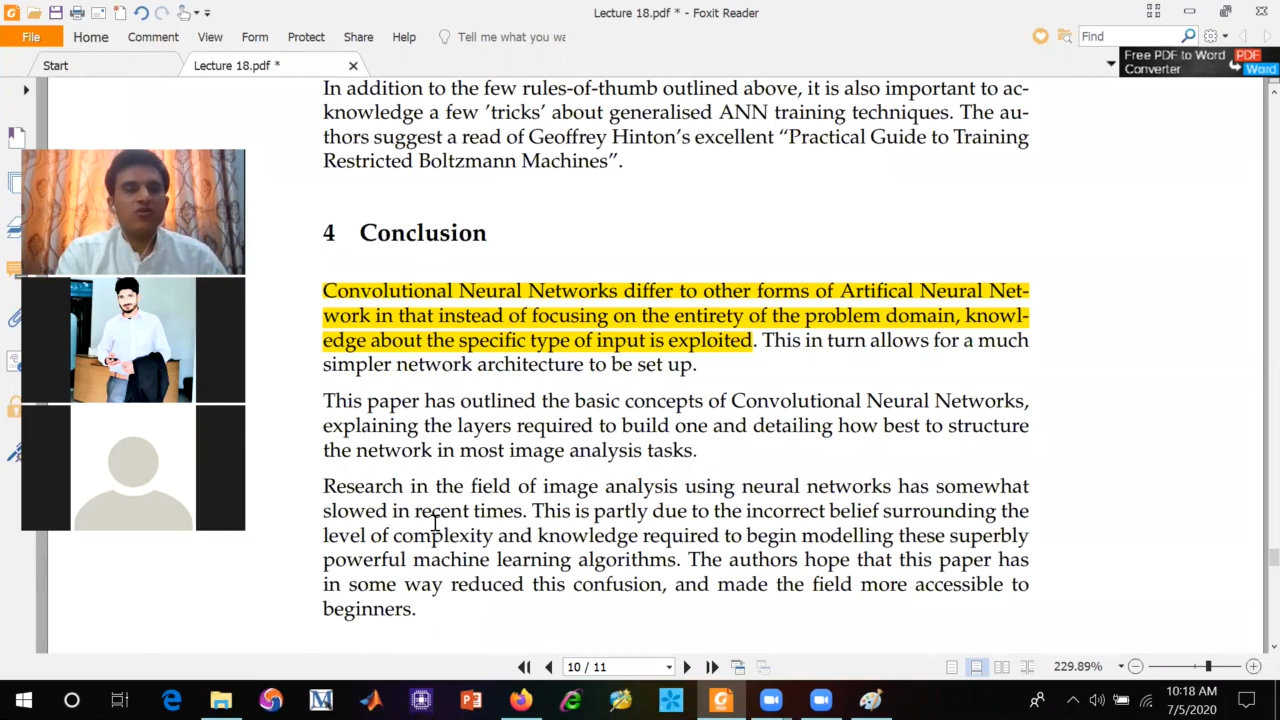 Lecture 18.pdf * - Foxit Reader
File Home Comment View Form Protect Share Help Tell me what you wa Find
Start Lecture 18.pdf *
Free PDF to Word Converter PDF Word
In addition to the few rules-of-thumb outlined above, it is also important to ac-
knowledge a few 'tricks' about generalised ANN training techniques. The au-
thors suggest a read of Geoffrey Hinton's excellent “Practical Guide to Training
Restricted Boltzmann Machines”.
4 Conclusion
Convolutional Neural Networks differ to other forms of Artifical Neural Net-
work in that instead of focusing on the entirety of the problem domain, knowl-
edge about the specific type of input is exploited. This in turn allows for a much
simpler network architecture to be set up.
This paper has outlined the basic concepts of Convolutional Neural Networks,
explaining the layers required to build one and detailing how best to structure
the network in most image analysis tasks.
Research in the field of image analysis using neural networks has somewhat
slowed in recent times. This is partly due to the incorrect belief surrounding the
level of complexity and knowledge required to begin modelling these superbly
powerful machine learning algorithms. The authors hope that this paper has
in some way reduced this confusion, and made the field more accessible to
beginners.
10 / 11
229.89%
10:18 AM
7/5/2020